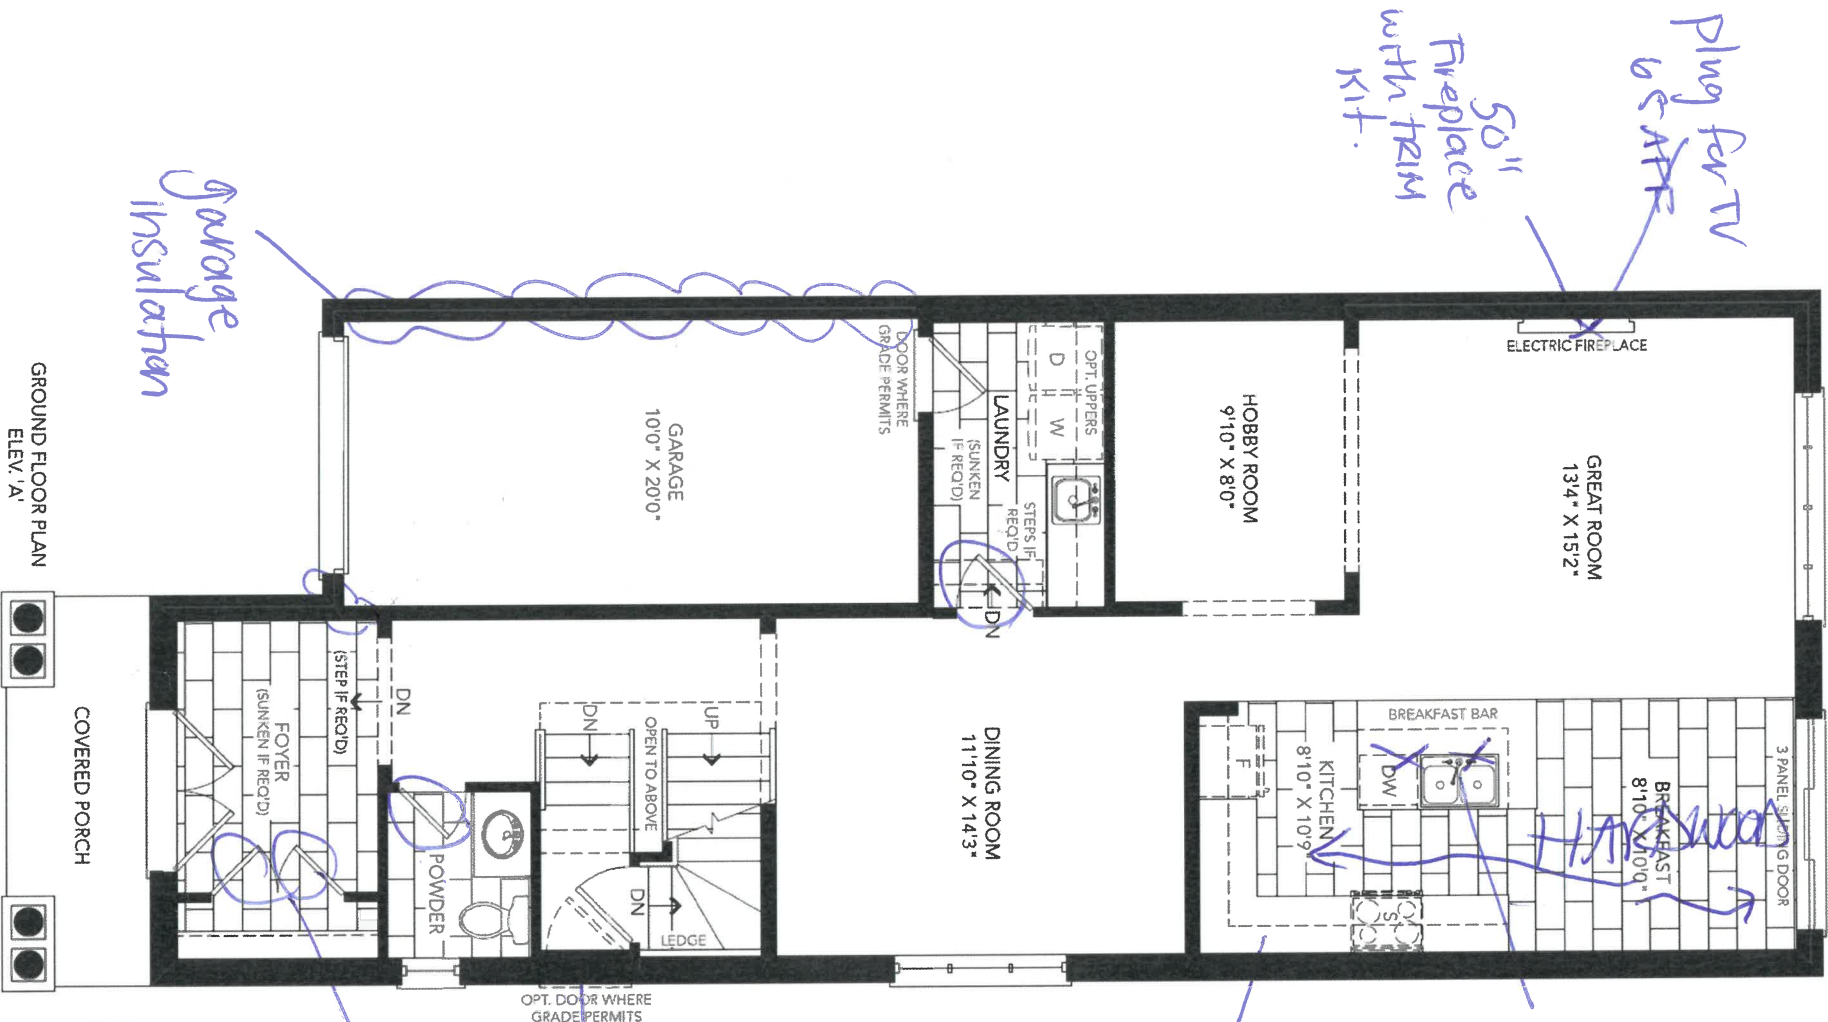 Plug for TV
65
50"
Fireplace
with TRIM
Kit.
Garage
insulation
ELECTRIC FIREPLACE
GREAT ROOM
13'4" X 15'2"
HOBBY ROOM
9'10" X 8'0"
OPT. UPPERS
D
W
LAUNDRY
(SUNKEN
IF REQ'D)
STEPS IF
REQ'D
DN
DOOR WHERE
GRADE PERMITS
GARAGE
10'0" X 20'0"
3 PANEL SLIDING DOOR
BREAKFAST
8'10" X 10'0"
HARDWOOD
BREAKFAST BAR
DW
KITCHEN
8'10" X 10'9"
F
S
DINING ROOM
11'10" X 14'3"
UP
OPEN TO ABOVE
DN
DN
LEDGE
POWDER
OPT. DOOR WHERE
GRADE PERMITS
DN
(STEP IF REQ'D)
FOYER
(SUNKEN IF REQ'D)
COVERED PORCH
GROUND FLOOR PLAN
ELEV. 'A'